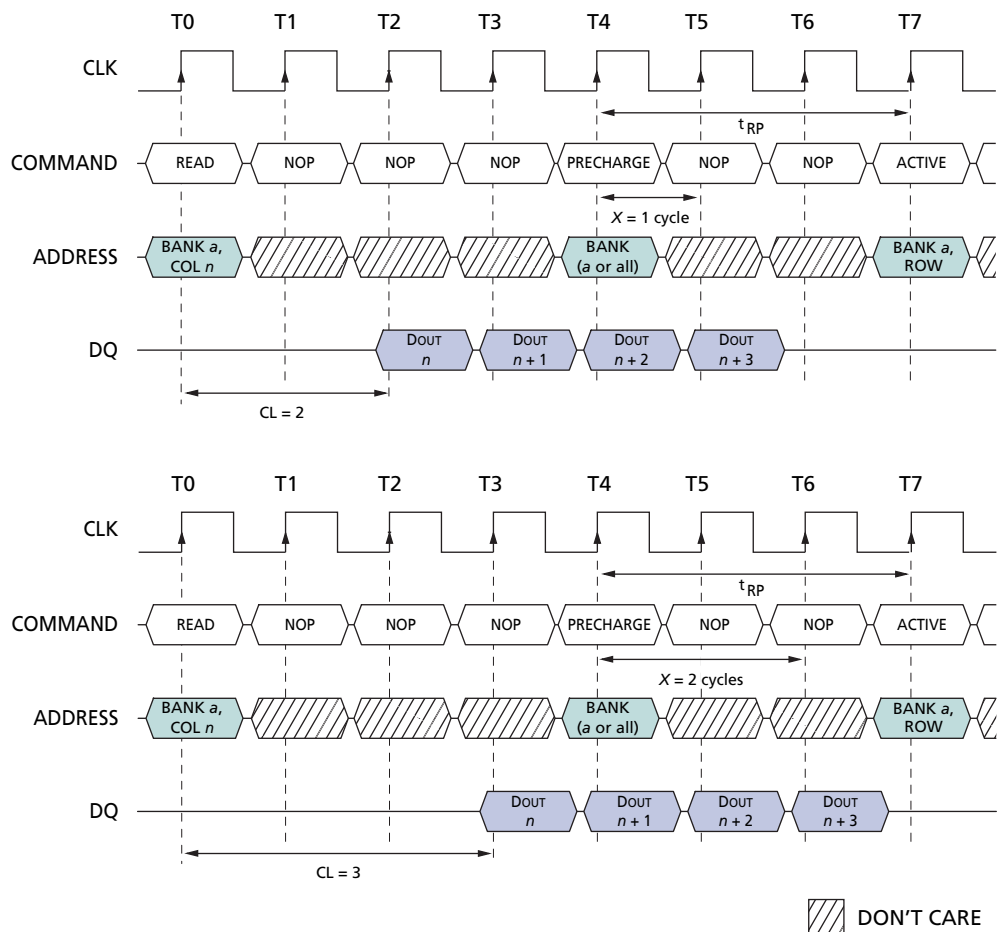 T0 T1 T2 T3 T4 T5 T6 T7
CLK
tRP
COMMAND READ NOP NOP NOP PRECHARGE NOP NOP ACTIVE
X = 1 cycle
ADDRESS BANK a, COL n BANK (a or all) BANK a, ROW
DQ DOUT n DOUT n + 1 DOUT n + 2 DOUT n + 3
CL = 2
T0 T1 T2 T3 T4 T5 T6 T7
CLK
tRP
COMMAND READ NOP NOP NOP PRECHARGE NOP NOP ACTIVE
X = 2 cycles
ADDRESS BANK a, COL n BANK (a or all) BANK a, ROW
DQ DOUT n DOUT n + 1 DOUT n + 2 DOUT n + 3
CL = 3
DON'T CARE